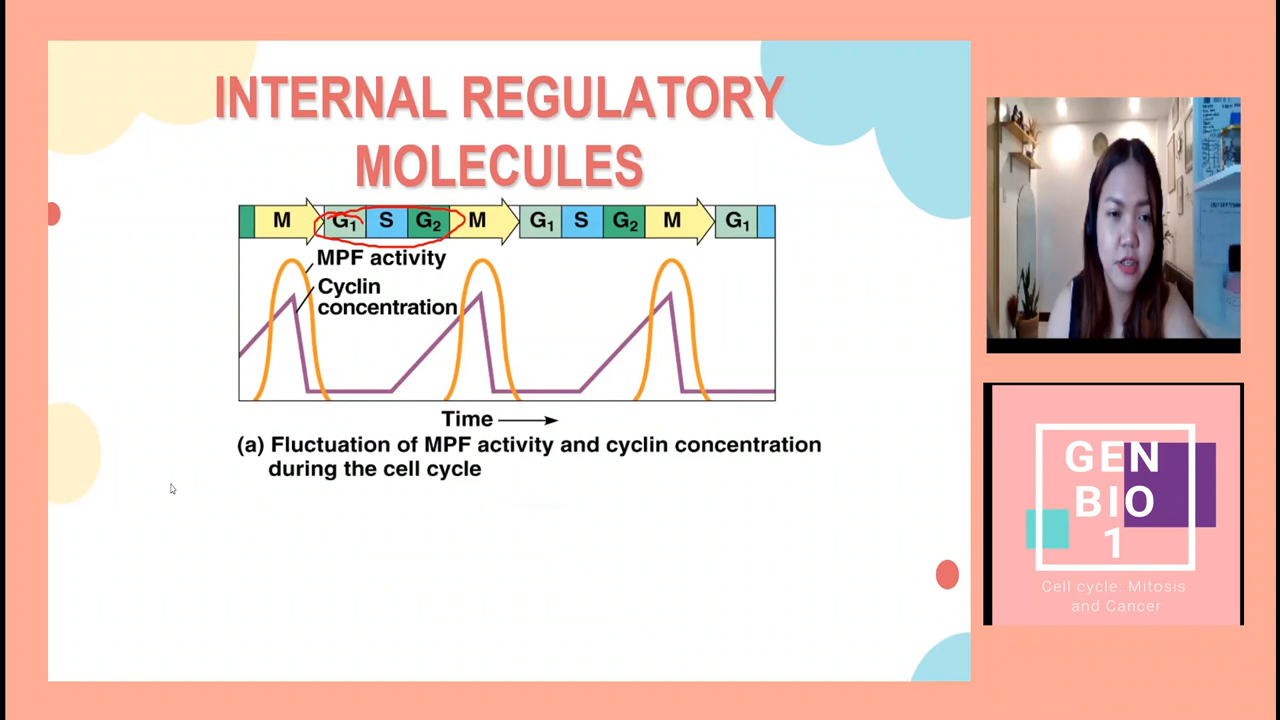 INTERNAL REGULATORY
MOLECULES
M G₁ S G₂ M G₁ S G₂ M G₁
MPF activity
Cyclin
concentration
Time
(a) Fluctuation of MPF activity and cyclin concentration
during the cell cycle
GEN
BIO
1
Cell cycle: Mitosis
and Cancer